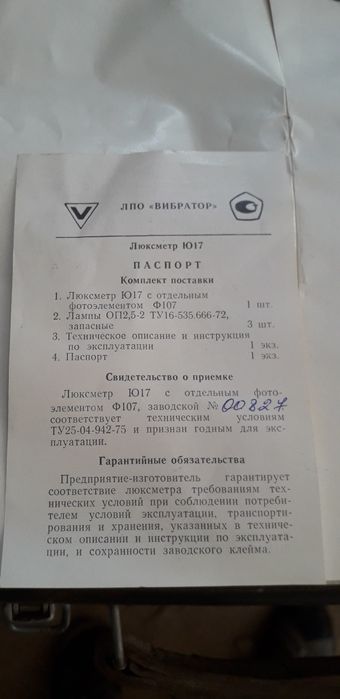 V
ЛПО «ВИБРАТОР»
Люксметр Ю17
ПАСПОРТ
Комплект поставки
1. Люксметр Ю17 с отдельным
фотоэлементом Ф107 1 шт.
2. Лампы ОП2,5-2 ТУ16-535.666-72,
запасные 3 шт.
3. Техническое описание и инструкция
по эксплуатации 1 экз.
4. Паспорт 1 экз.
Свидетельство о приемке
Люксметр Ю17 с отдельным фото-
элементом Ф107, заводской № 00827
соответствует техническим условиям
ТУ25-04-942-75 и признан годным для экс-
плуатации.
Гарантийные обязательства
Предприятие-изготовитель гарантирует
соответствие люксметра требованиям тех-
нических условий при соблюдении потреби-
телем условий эксплуатации, транспорти-
рования и хранения, указанных в техниче-
ском описании и инструкции по эксплуата-
ции, и сохранности заводского клейма.